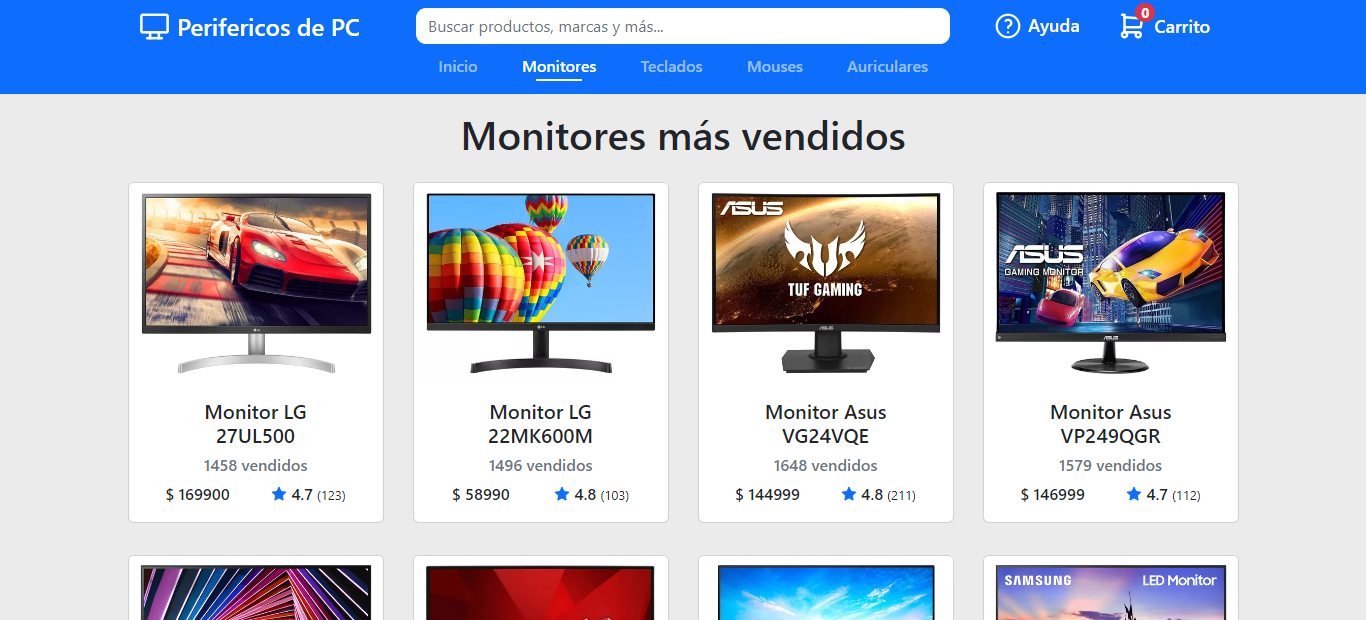 Perifericos de PC
Buscar productos, marcas y más...
? Ayuda
0
Carrito
Inicio
Monitores
Teclados
Mouses
Auriculares
Monitores más vendidos
LG
Monitor LG
27UL500
1458 vendidos
$ 169900
4.7 (123)
LG
Monitor LG
22MK600M
1496 vendidos
$ 58990
4.8 (103)
ASUS
TUF GAMING
ASUS
Monitor Asus
VG24VQE
1648 vendidos
$ 144999
4.8 (211)
ASUS
GAMING MONITOR
ASUS
Monitor Asus
VP249QGR
1579 vendidos
$ 146999
4.7 (112)
SAMSUNG
LED Monitor